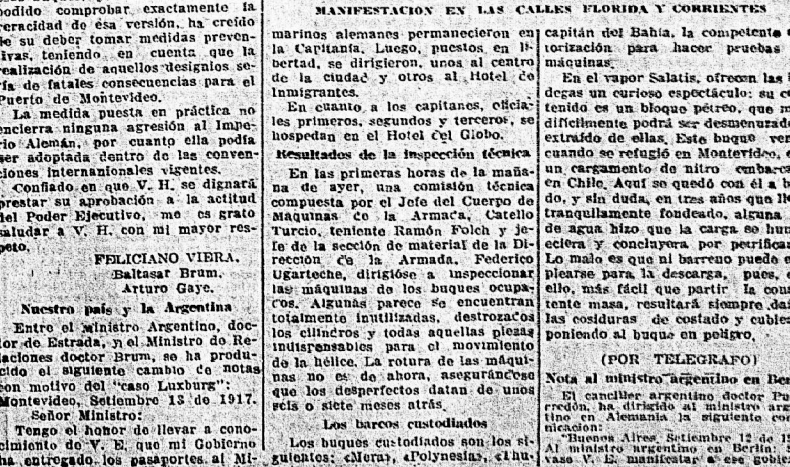 MANIFESTACION EN LAS CALLES FLORIDA Y CORRIENTES
podido comprobar exactamente la
veracidad de esa versión, ha creído
de su deber tomar medidas preven-
tivas, teniendo en cuenta que la
realización de aquellos designios se-
ría de fatales consecuencias para el
Puerto de Montevideo.
La medida puesta en práctica no
encierra ninguna agresión al Impe-
rio Alemán, por cuanto ella podía
ser adoptada dentro de las conven-
ciones internanionales vigentes.
Confiado en que V. H. se dignará
prestar su aprobación a la actitud
del Poder Ejecutivo, me es grato
saludar a V. H. con mi mayor res-
peto.
FELICIANO VIERA.
Baltasar Brum.
Arturo Gaye.
Nuestro país y la Argentina
Entre el Ministro Argentino, doc-
tor de Estrada, y el Ministro de Re-
laciones doctor Brum, se ha produ-
cido el siguiente cambio de notas
con motivo del "caso Luxburg":
Montevideo, Setiembre 13 de 1917.
Señor Ministro:
Tengo el honor de llevar a cono-
cimiento de V. E. que mi Gobierno
ha entregado los pasaportes al Mi-
marinos alemanes permanecieron en
la Capitanía. Luego, puestos en li-
bertad, se dirigieron, unos al centro
de la ciudad y otros al Hotel de
Inmigrantes.
En cuanto a los capitanes, oficia-
les primeros, segundos y terceros, se
hospedan en el Hotel del Globo.
Resultados de la inspección técnica
En las primeras horas de la maña-
na de ayer, una comisión técnica
compuesta por el Jefe del Cuerpo de
Máquinas de la Armada, Catello
Turcio, teniente Ramón Folch y je-
fe de la sección de material de la Di-
rección de la Armada, Federico
Ugarteche, dirigióse a inspeccionar
las máquinas de los buques ocupa-
dos. Algunás parece se encuentran
totalmente inutilizadas, destrozados
los cilindros y todas aquellas piezas
indispensables para el movimiento
de la hélice. La rotura de las máqui-
nas no es de ahora, asegurándose
que los desperfectos datan de unos
seis o siete meses atrás.
Los barcos custodiados
Los buques custodiados son los si-
guientes: «Mera», «Polynesia», «Thu-
capitán del Bahía, la competente
torización para hacer pruebas
máquinas.
En el vapor Salatis, ofrecen las
degas un curioso espectáculo: su
tenido es un bloque pétreo, que
difícilmente podrá ser desmenuzado
extraído de ellas. Este buque
cuando se refugió en Montevideo,
un cargamento de nitro
en Chile. Aquí se quedó con él a
do, y sin duda, en tres años que
tranquilamente fondeado, alguna
de agua hizo que la carga se
eciera y concluyera por petrificar
Lo malo es que ni barreno puede
plearse para la descarga, pues,
ello, más fácil que partir la
tente masa, resultará siempre
las cosiduras de costado y
poniendo al buque en peligro.
(POR TELEGRAFO)
Nota al ministro argentino en Ber
El canciller argentino doctor
rredón, ha dirigido al ministro
tino en Alemania la siguiente
nicación:
"Buenos Aires, Setiembre 12 de
Al ministro argentino en Berlín:
vaso V. E. manifestar a ese